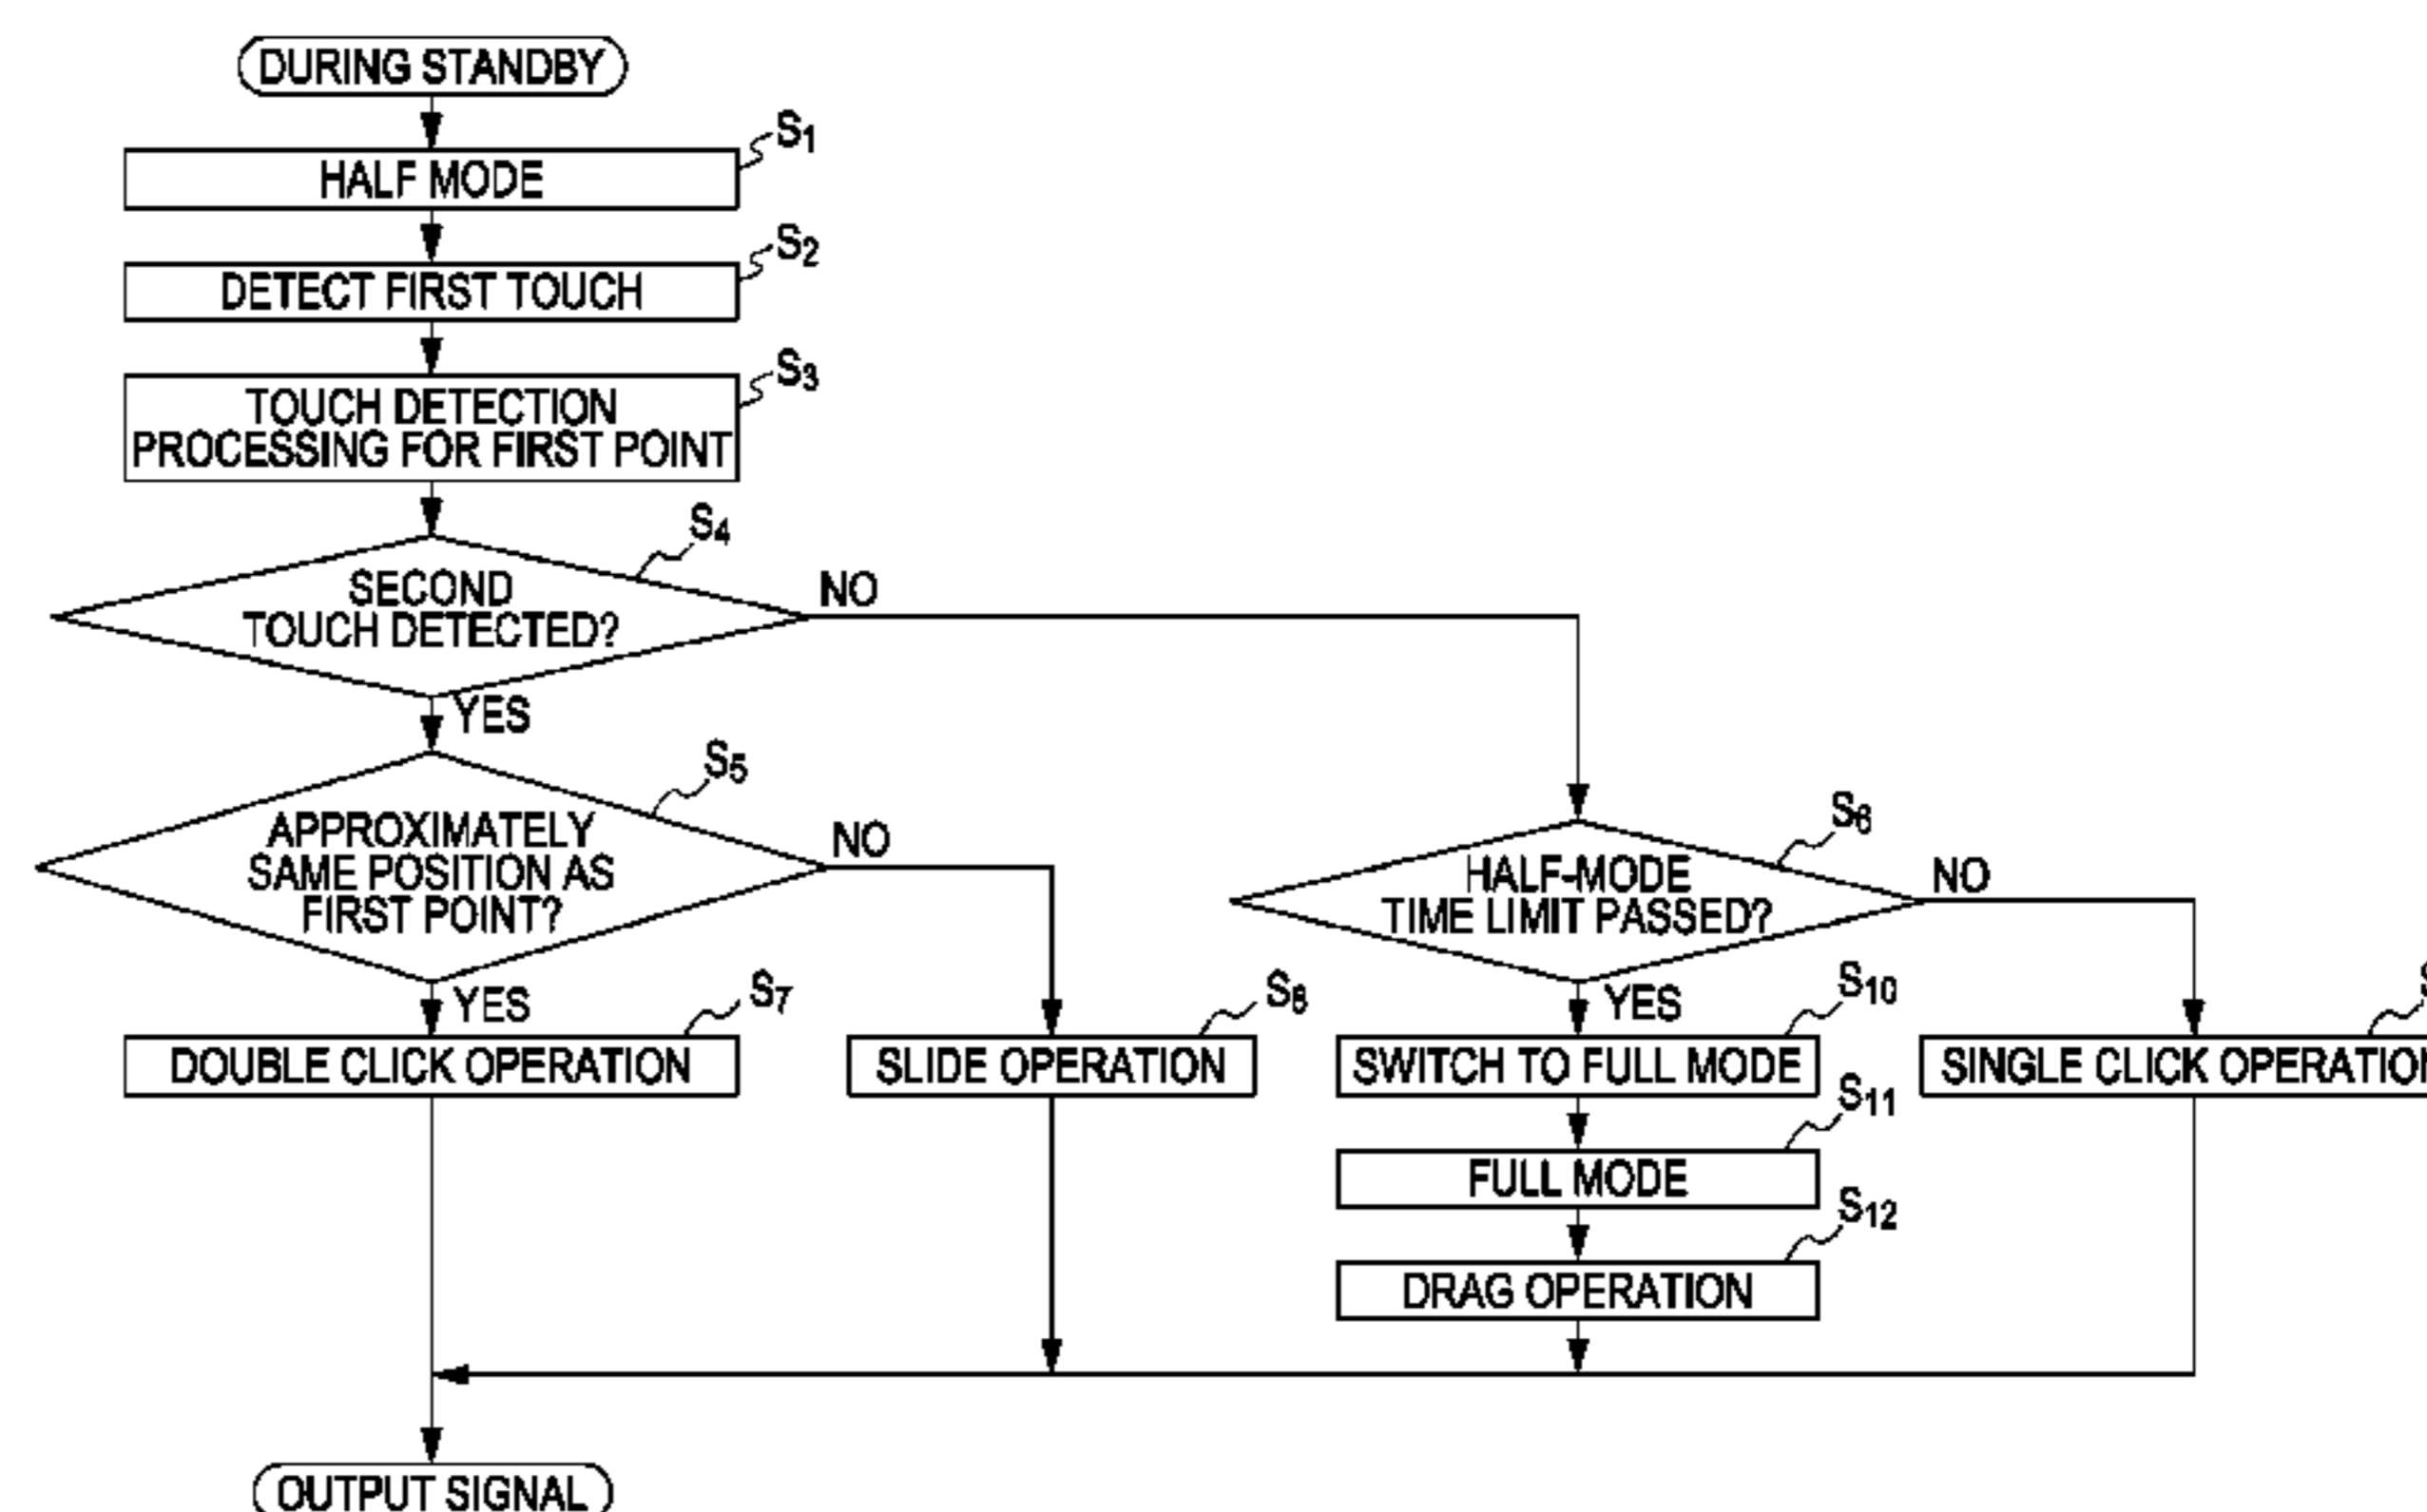 DURING STANDBY
S1
HALF MODE
S2
DETECT FIRST TOUCH
S3
TOUCH DETECTION
PROCESSING FOR FIRST POINT
S4
SECOND
TOUCH DETECTED?
NO
YES
S5
APPROXIMATELY
SAME POSITION AS
FIRST POINT?
NO
S6
HALF-MODE
TIME LIMIT PASSED?
NO
YES
S7
DOUBLE CLICK OPERATION
S8
SLIDE OPERATION
YES
S10
SWITCH TO FULL MODE
SINGLE CLICK OPERATION
S11
FULL MODE
S12
DRAG OPERATION
OUTPUT SIGNAL